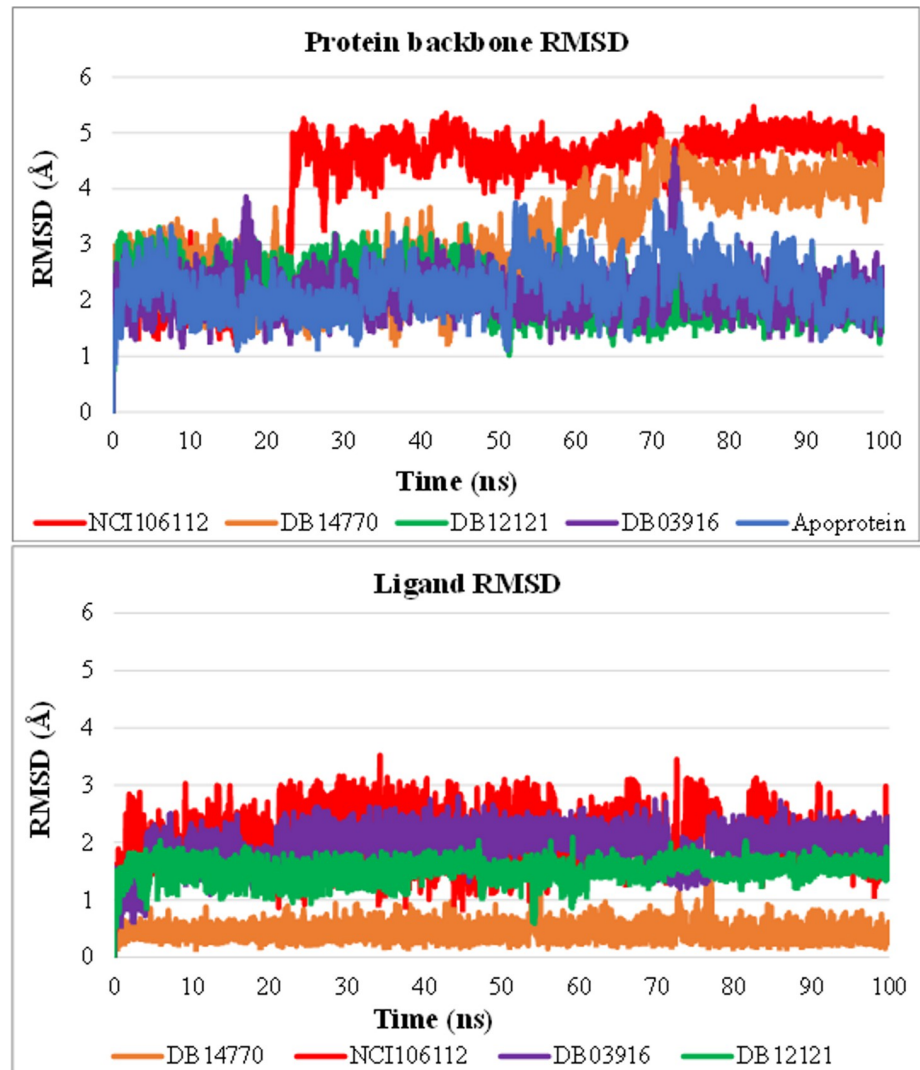 Protein backbone RMSD
6
5
4
3
2
1
0
RMSD (Å)
0 10 20 30 40 50 60 70 80 90 100
Time (ns)
NCI106112 DB14770 DB12121 DB03916 Apoprotein
Ligand RMSD
6
5
4
3
2
1
0
RMSD (Å)
0 10 20 30 40 50 60 70 80 90 100
Time (ns)
DB14770 NCI106112 DB03916 DB12121